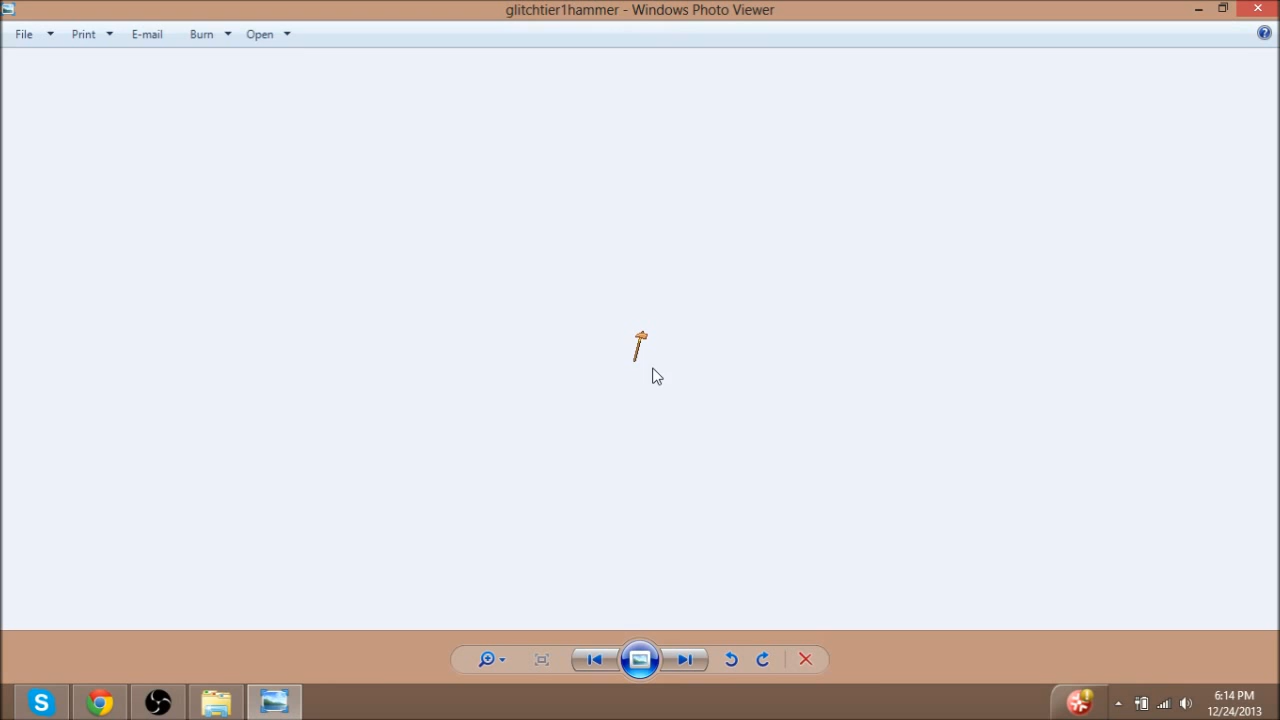 glitchtier1hammer - Windows Photo Viewer
File Print E-mail Burn Open
6:14 PM
12/24/2013